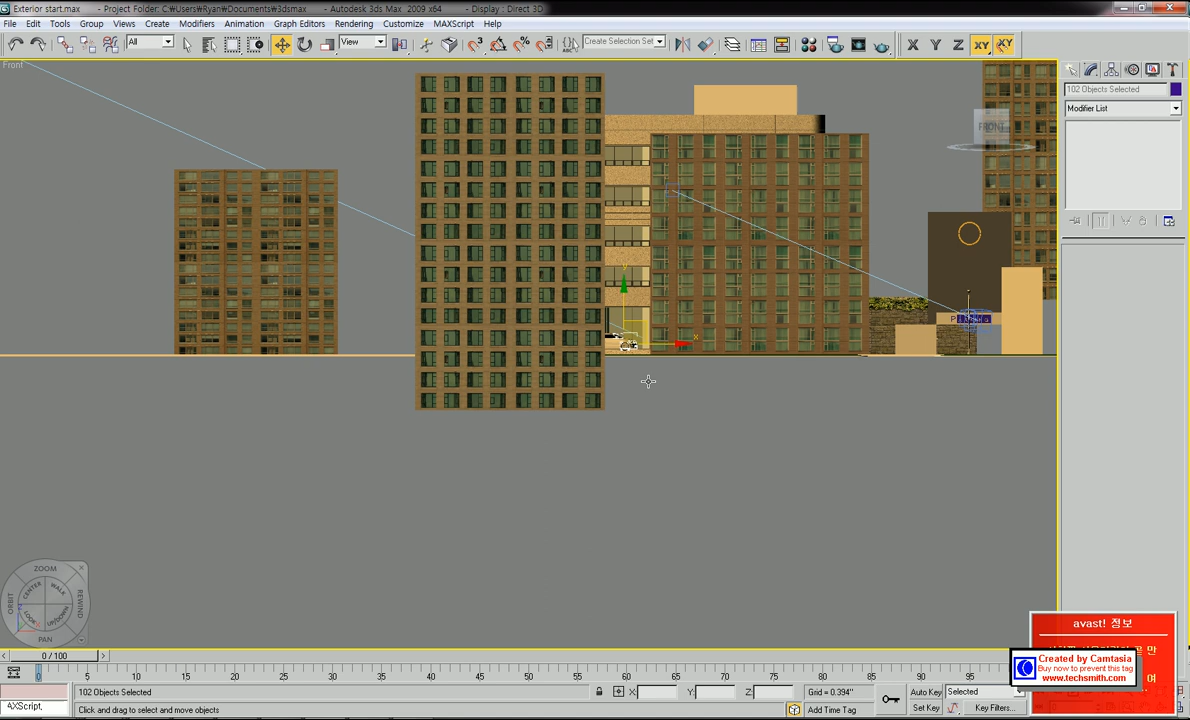 Exterior start.max - Project Folder: C:₩Users₩Ryan₩Documents₩3dsmax - Autodesk 3ds Max 2009 x64 - Display : Direct 3D
File Edit Tools Group Views Create Modifiers Animation Graph Editors Rendering Customize MAXScript Help
All View Create Selection Set X Y Z XY XY
Front
102 Objects Selected
Modifier List
FRONT
ZOOM
CENTER WALK
ORBIT REWIND
LOOK UP/DOWN
PAN
avast! 정보
Created by Camtasia
Buy now to prevent this tag
www.techsmith.com
0 / 100
0 5 10 15 20 25 30 35 40 45 50 55 60 65 70 75 80 85 90 95
102 Objects Selected X: Y: Z: Grid = 0.394" Auto Key Selected
AXScript, Click and drag to select and move objects Add Time Tag Set Key Key Filters...